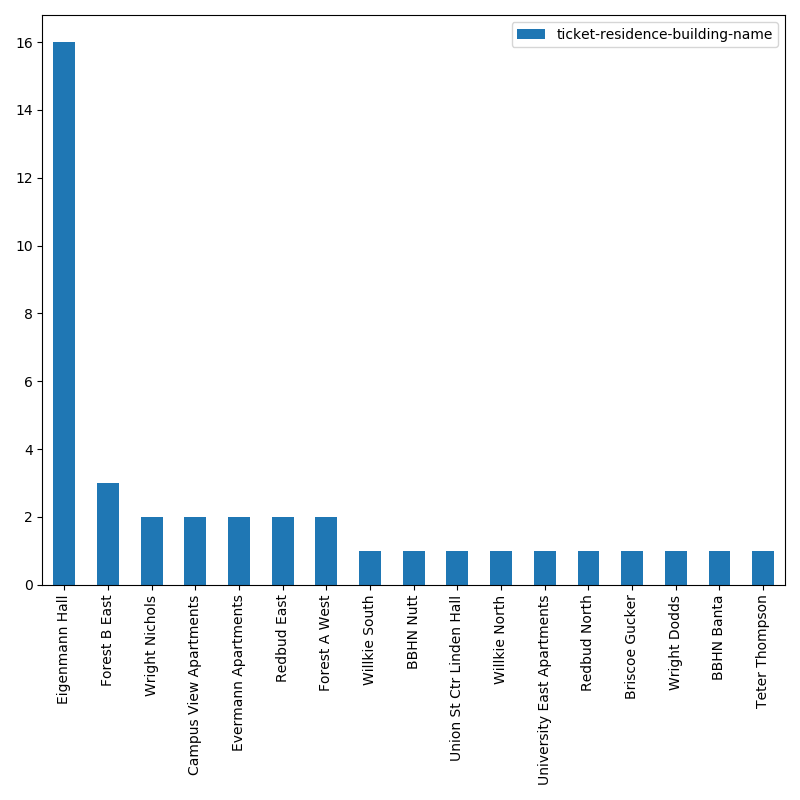 ticket-residence-building-name
16
14
12
10
8
6
4
2
0
Eigenmann Hall
Forest B East
Wright Nichols
Campus View Apartments
Evermann Apartments
Redbud East
Forest A West
Willkie South
BBHN Nutt
Union St Ctr Linden Hall
Willkie North
University East Apartments
Redbud North
Briscoe Gucker
Wright Dodds
BBHN Banta
Teter Thompson